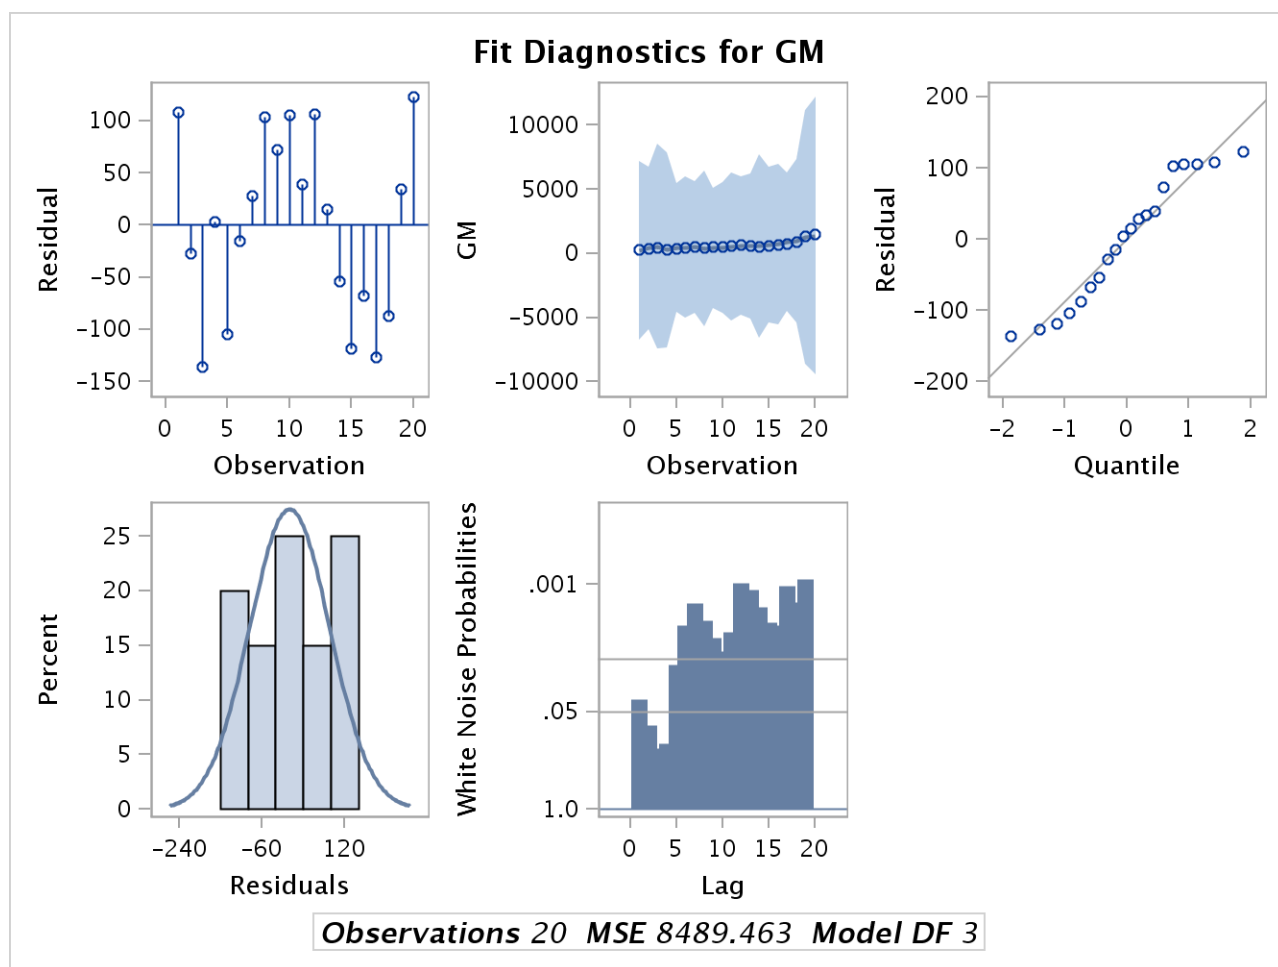 Fit Diagnostics for GM
Residual
100
50
0
−50
−100
−150
0 5 10 15 20
Observation
GM
10000
5000
0
−5000
−10000
0 5 10 15 20
Observation
Residual
200
100
0
−100
−200
−2 −1 0 1 2
Quantile
Percent
25
20
15
10
5
0
−240 −60 120
Residuals
White Noise Probabilities
.001
.05
1.0
0 5 10 15 20
Lag
Observations 20 MSE 8489.463 Model DF 3